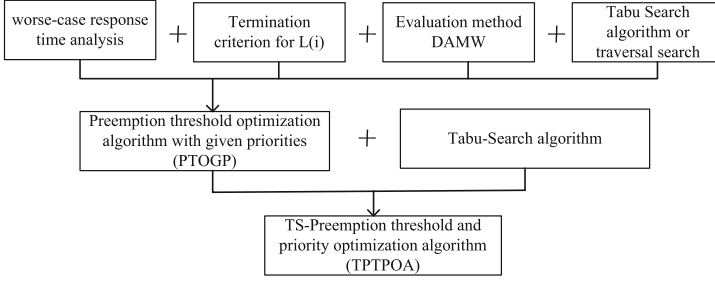 worse-case response
time analysis
+
Termination
criterion for L(i)
+
Evaluation method
DAMW
+
Tabu Search
algorithm or
traversal search
Preemption threshold optimization
algorithm with given priorities
(PTOGP)
+
Tabu-Search algorithm
TS-Preemption threshold and
priority optimization algorithm
(TPTPOA)